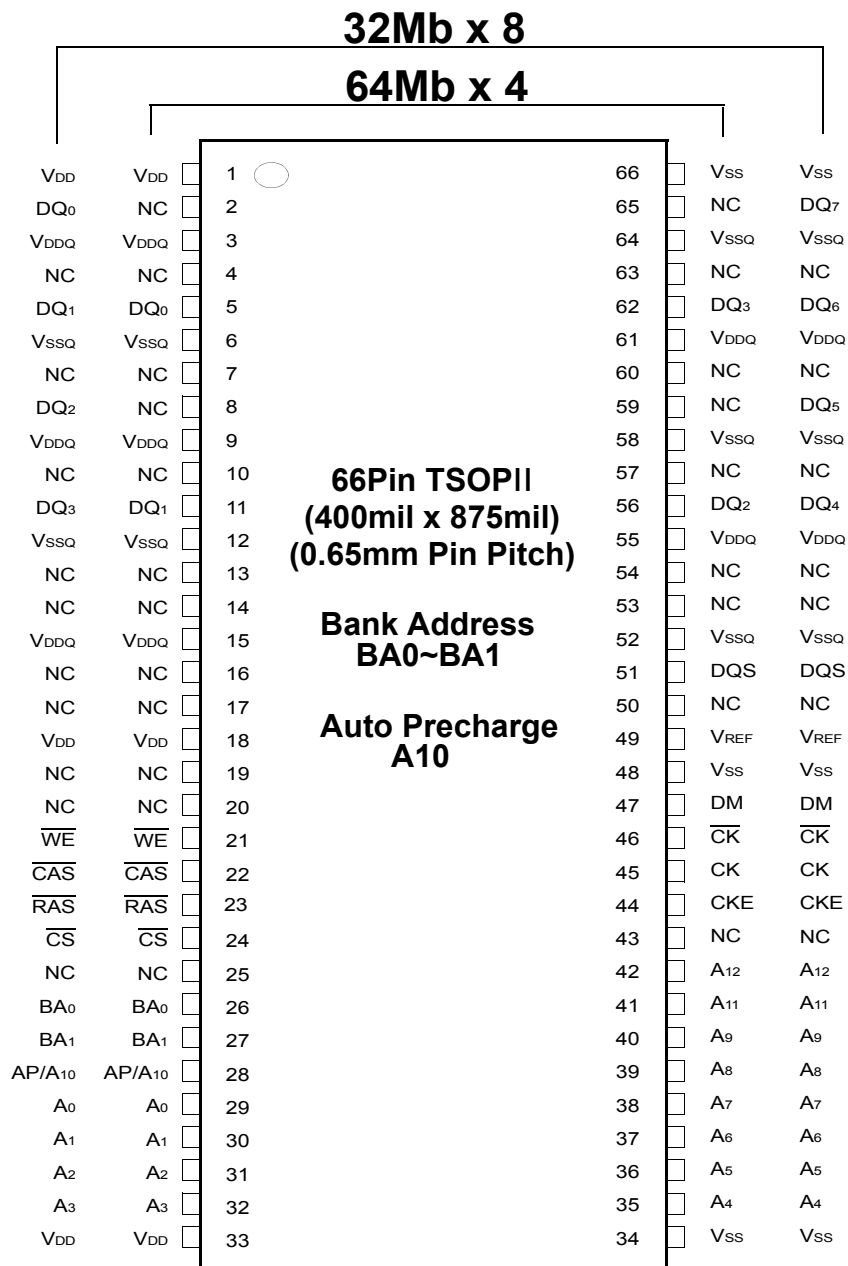 32Mb x 8
64Mb x 4
VDD VDD 1 66 VSS VSS
DQ0 NC 2 65 NC DQ7
VDDQ VDDQ 3 64 VSSQ VSSQ
NC NC 4 63 NC NC
DQ1 DQ0 5 62 DQ3 DQ6
VSSQ VSSQ 6 61 VDDQ VDDQ
NC NC 7 60 NC NC
DQ2 NC 8 59 NC DQ5
VDDQ VDDQ 9 58 VSSQ VSSQ
NC NC 10 57 NC NC
66Pin TSOPII
DQ3 DQ1 11 56 DQ2 DQ4
(400mil x 875mil)
VSSQ VSSQ 12 55 VDDQ VDDQ
(0.65mm Pin Pitch)
NC NC 13 54 NC NC
NC NC 14 53 NC NC
Bank Address
VDDQ VDDQ 15 52 VSSQ VSSQ
BA0~BA1
NC NC 16 51 DQS DQS
NC NC 17 50 NC NC
Auto Precharge
VDD VDD 18 49 VREF VREF
A10
NC NC 19 48 VSS VSS
NC NC 20 47 DM DM
W̅E̅ W̅E̅ 21 46 C̅K̅ C̅K̅
C̅A̅S̅ C̅A̅S̅ 22 45 CK CK
R̅A̅S̅ R̅A̅S̅ 23 44 CKE CKE
C̅S̅ C̅S̅ 24 43 NC NC
NC NC 25 42 A12 A12
BA0 BA0 26 41 A11 A11
BA1 BA1 27 40 A9 A9
AP/A10 AP/A10 28 39 A8 A8
A0 A0 29 38 A7 A7
A1 A1 30 37 A6 A6
A2 A2 31 36 A5 A5
A3 A3 32 35 A4 A4
VDD VDD 33 34 VSS VSS